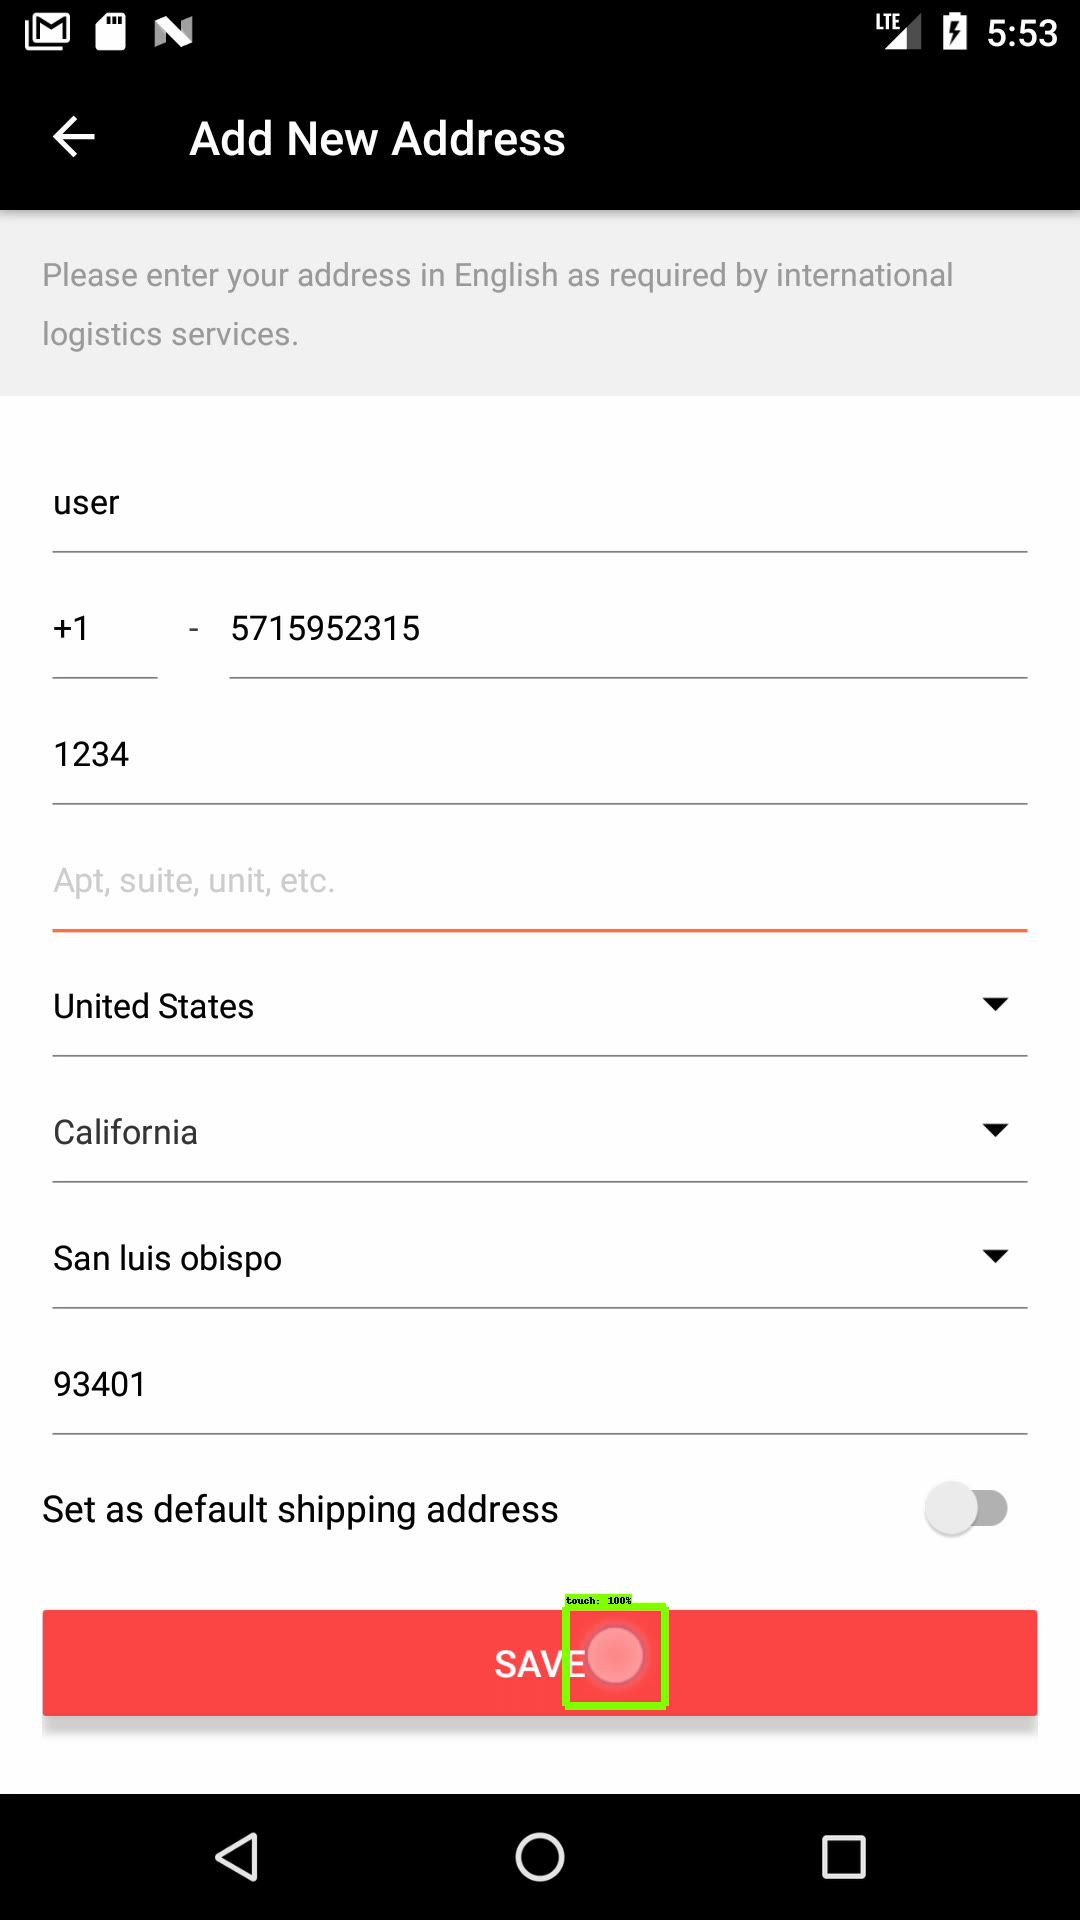 LTE 5:53
Add New Address
Please enter your address in English as required by international
logistics services.
user
+1 - 5715952315
1234
Apt, suite, unit, etc.
United States
California
San luis obispo
93401
Set as default shipping address
touch: 100%
SAVE